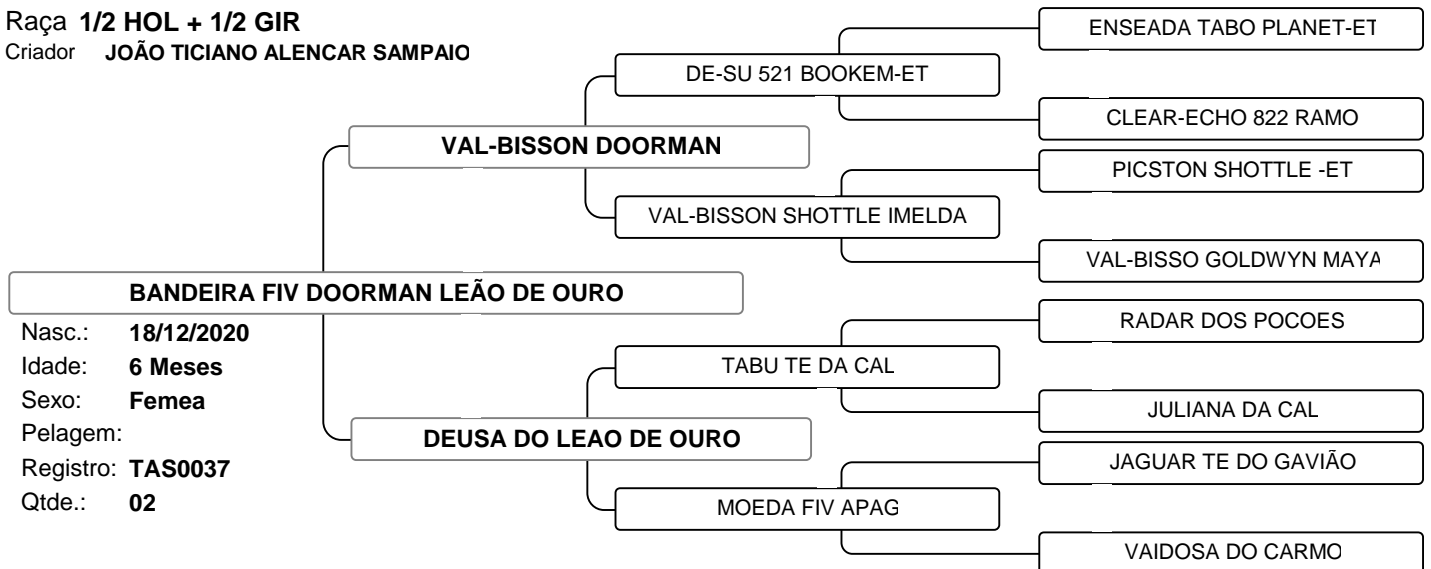 Raça 1/2 HOL + 1/2 GIR
Criador JOÃO TICIANO ALENCAR SAMPAIO
ENSEADA TABO PLANET-ET
DE-SU 521 BOOKEM-ET
CLEAR-ECHO 822 RAMO
VAL-BISSON DOORMAN
PICSTON SHOTTLE -ET
VAL-BISSON SHOTTLE IMELDA
VAL-BISSO GOLDWYN MAYA
BANDEIRA FIV DOORMAN LEÃO DE OURO
Nasc.: 18/12/2020
Idade: 6 Meses
Sexo: Femea
Pelagem:
Registro: TAS0037
Qtde.: 02
RADAR DOS POCOES
TABU TE DA CAL
JULIANA DA CAL
DEUSA DO LEAO DE OURO
JAGUAR TE DO GAVIÃO
MOEDA FIV APAG
VAIDOSA DO CARMO